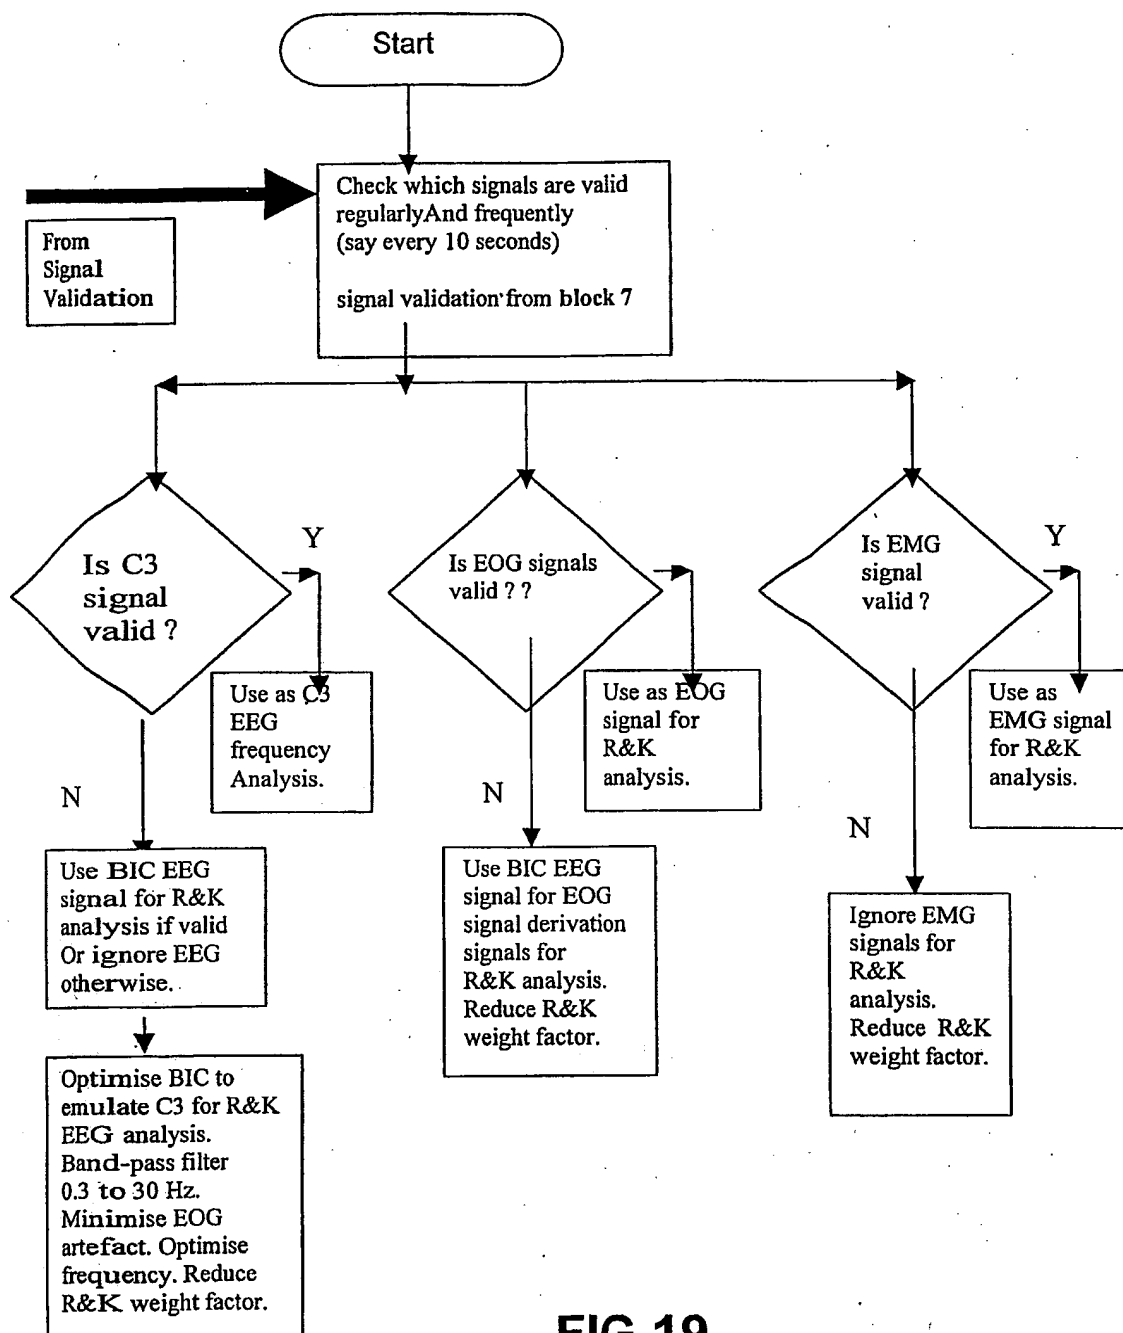 Start
Check which signals are valid
regularlyAnd frequently
(say every 10 seconds)
signal validation from block 7
From
Signal
Validation
Is C3
signal
valid ?
Y
N
Use as C3
EEG
frequency
Analysis.
Use BIC EEG
signal for R&K
analysis if valid
Or ignore EEG
otherwise.
Optimise BIC to
emulate C3 for R&K
EEG analysis.
Band-pass filter
0.3 to 30 Hz.
Minimise EOG
artefact. Optimise
frequency. Reduce
R&K weight factor.
Is EOG signals
valid ? ?
N
Use as EOG
signal for
R&K
analysis.
Use BIC EEG
signal for EOG
signal derivation
signals for
R&K analysis.
Reduce R&K
weight factor.
Is EMG
signal
valid ?
Y
N
Use as
EMG signal
for R&K
analysis.
Ignore EMG
signals for
R&K
analysis.
Reduce R&K
weight factor.
FIG 19